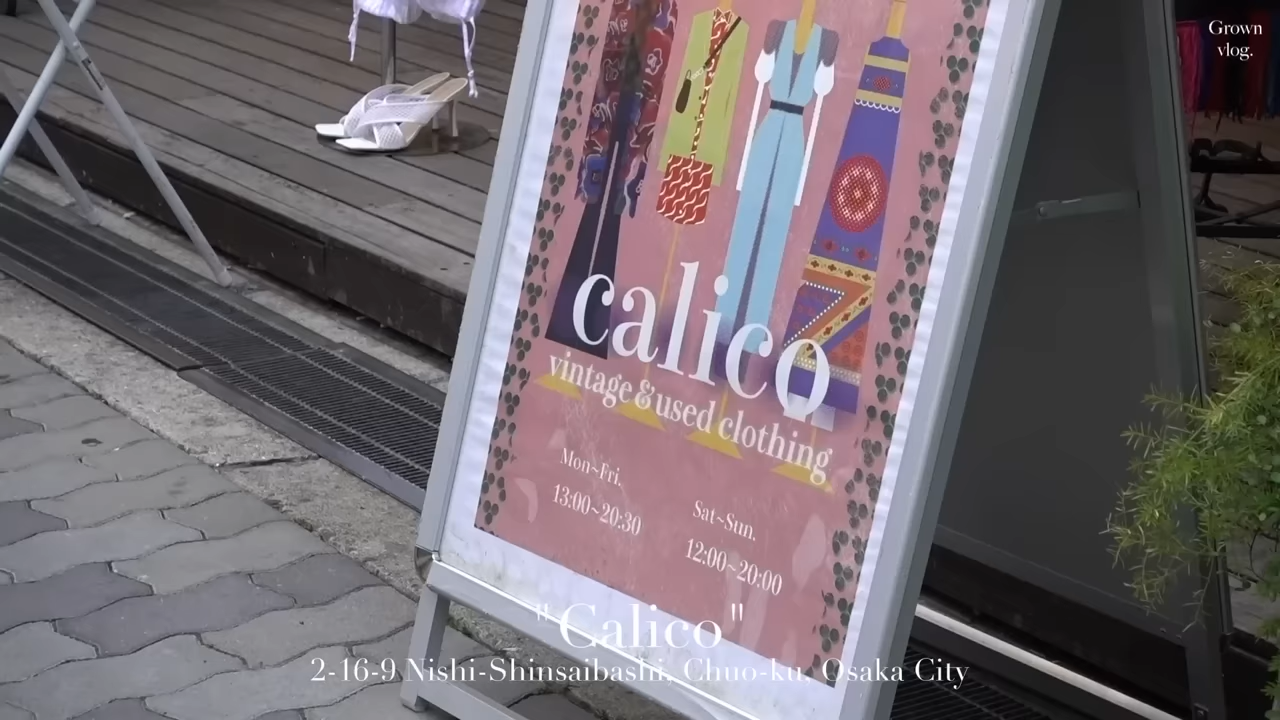 Grown
vlog.
calico
vintage & used clothing
Mon~Fri.
13:00~20:30
Sat~Sun.
12:00~20:00
"Calico"
2-16-9 Nishi-Shinsaibashi, Chuo-ku, Osaka City